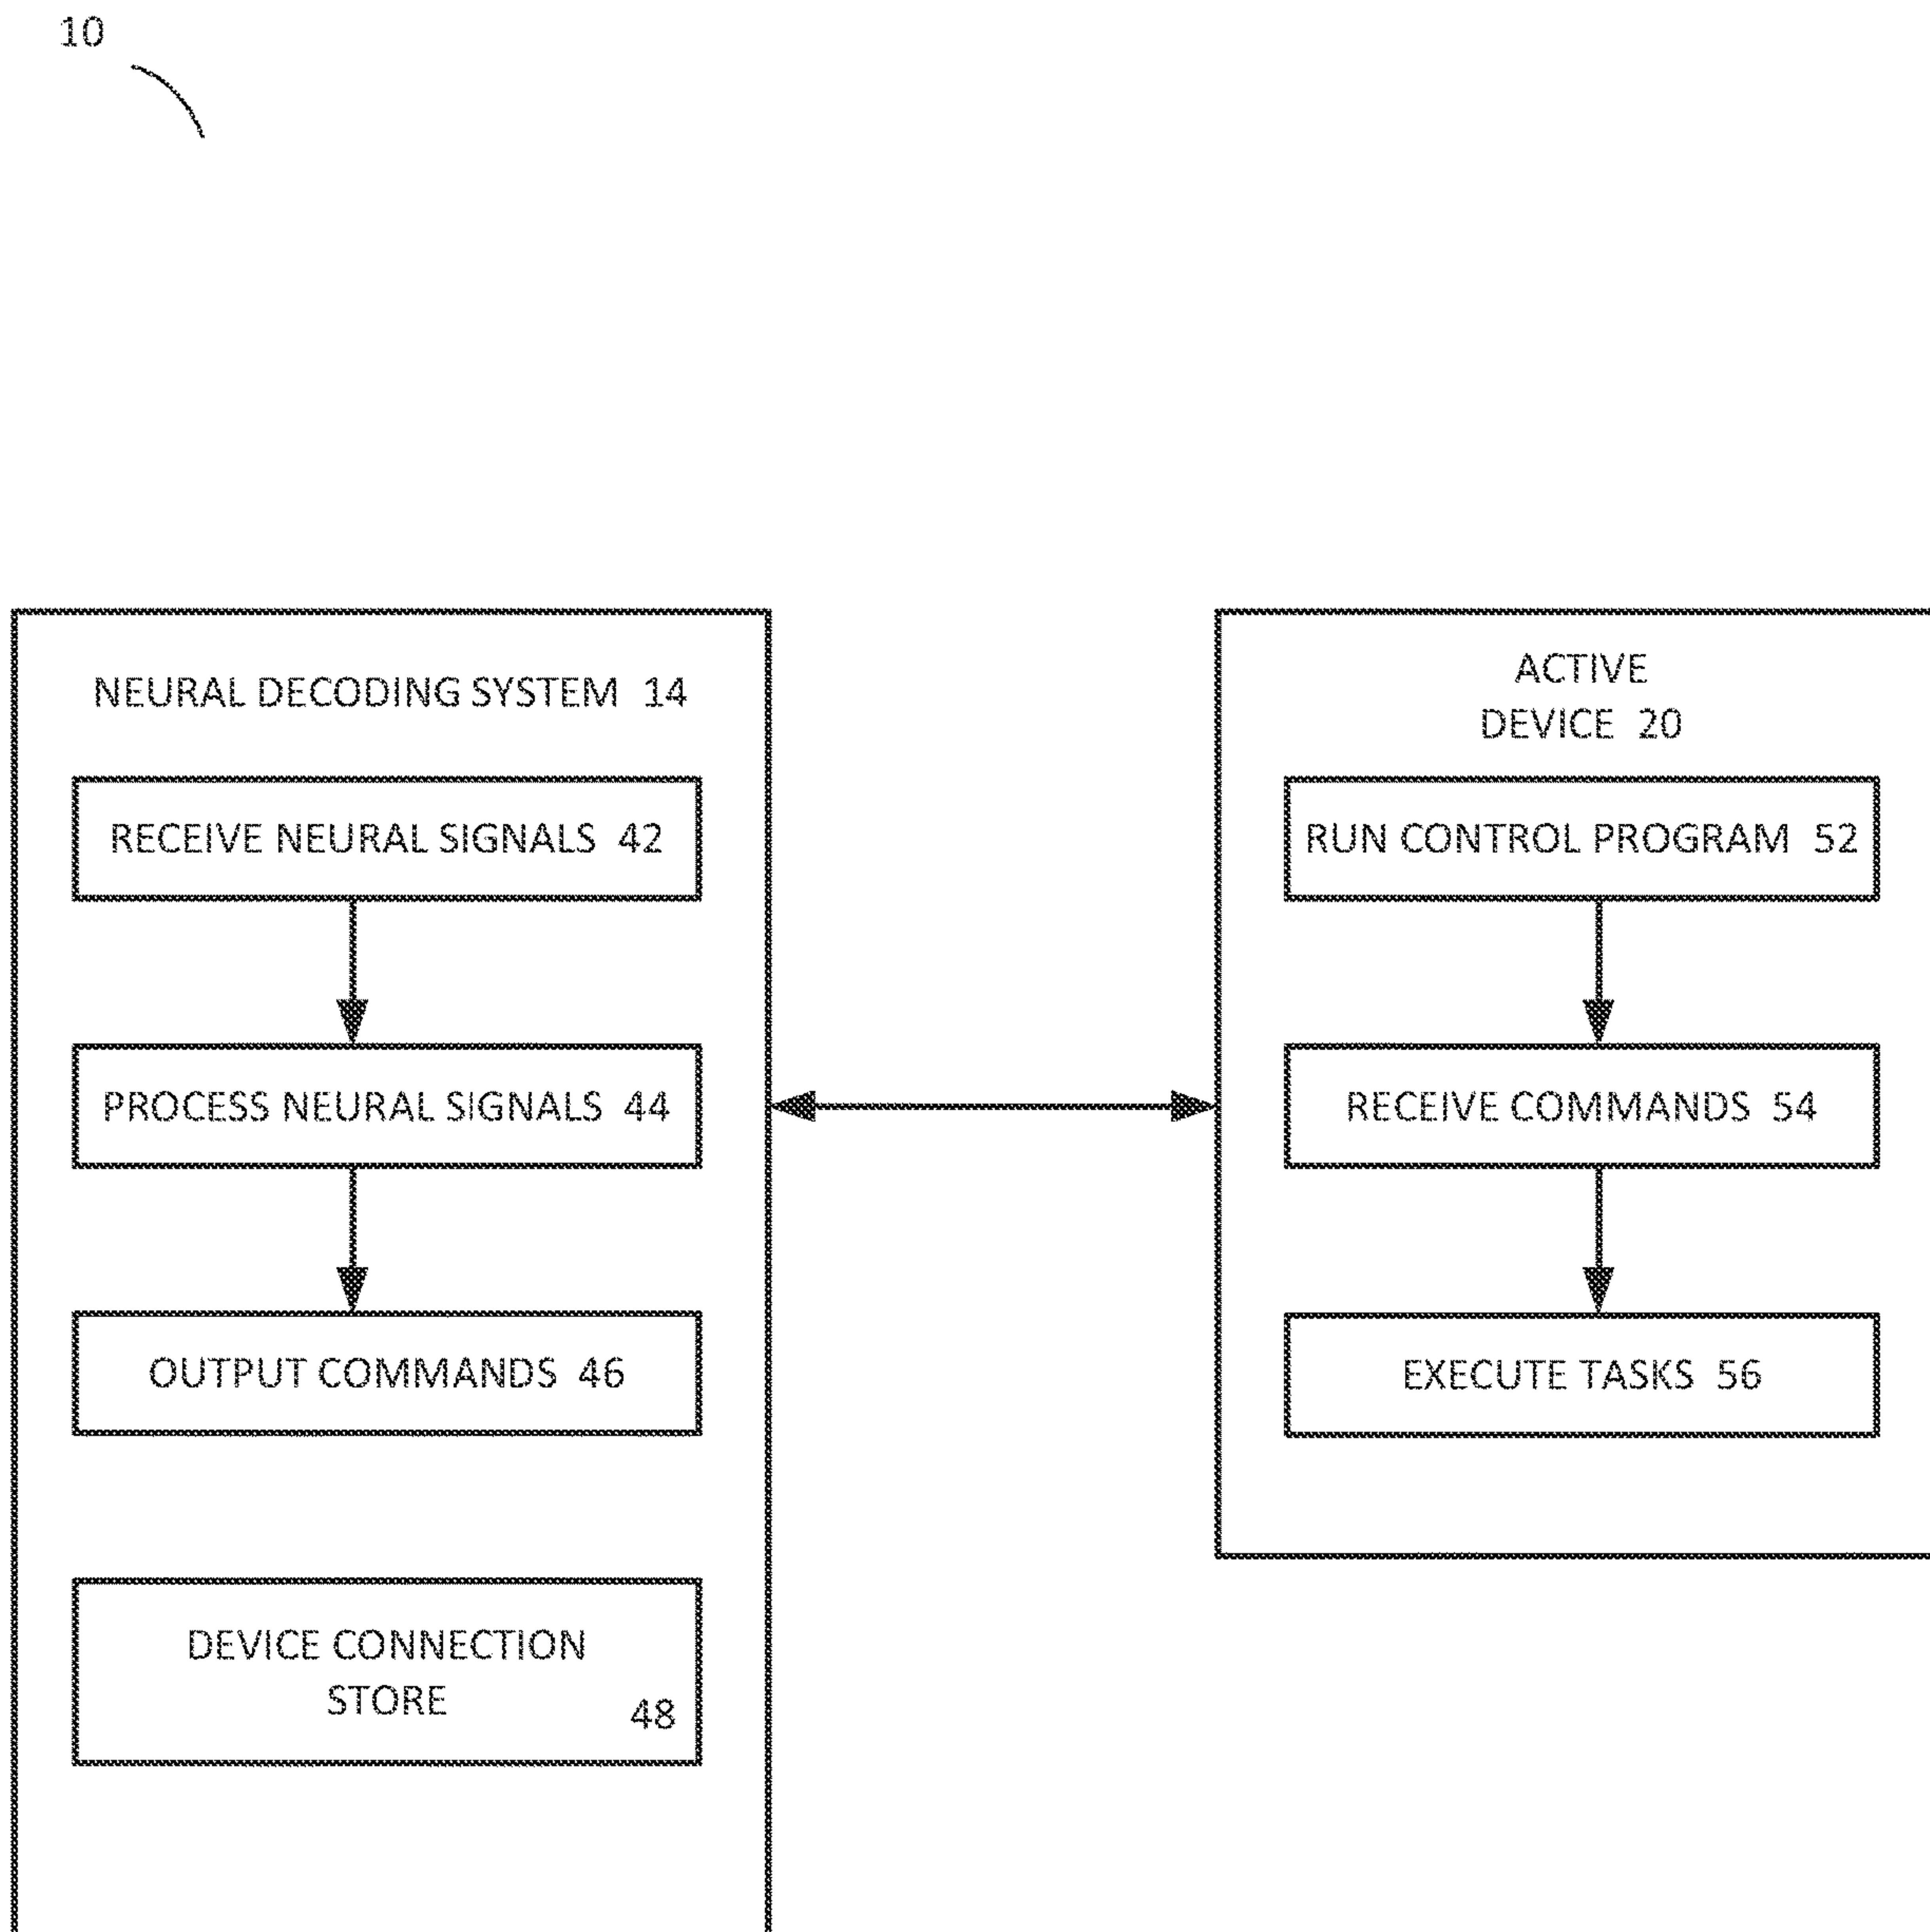 10
NEURAL DECODING SYSTEM 14
RECEIVE NEURAL SIGNALS 42
PROCESS NEURAL SIGNALS 44
OUTPUT COMMANDS 46
DEVICE CONNECTION
STORE
48
ACTIVE
DEVICE 20
RUN CONTROL PROGRAM 52
RECEIVE COMMANDS 54
EXECUTE TASKS 56